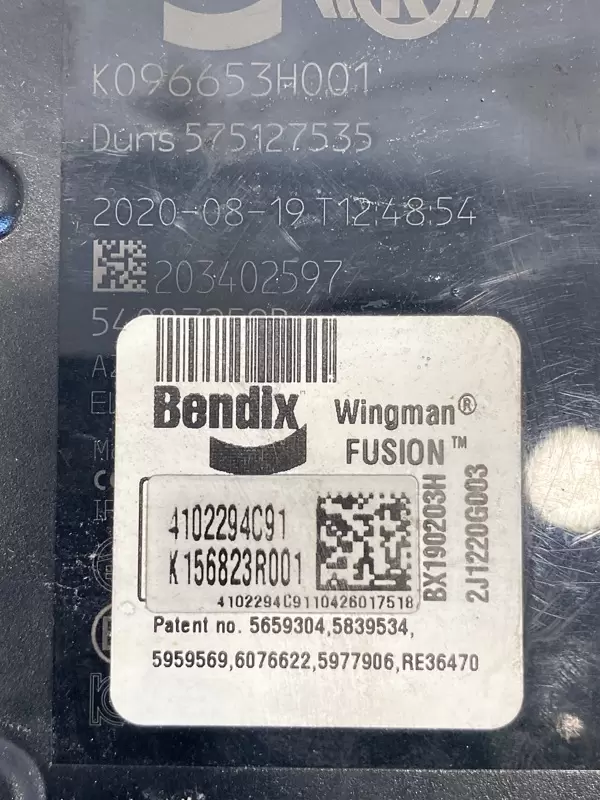 K096653H001
Duns 575127535
2020-08-19 T12:48:54
203402597
Bendix
Wingman®
FUSION™
4102294C91
K156823R001
4102294C9110426017518
BX190203H
2J1220G003
Patent no. 5659304,5839534,
5959569,6076622,5977906,RE36470